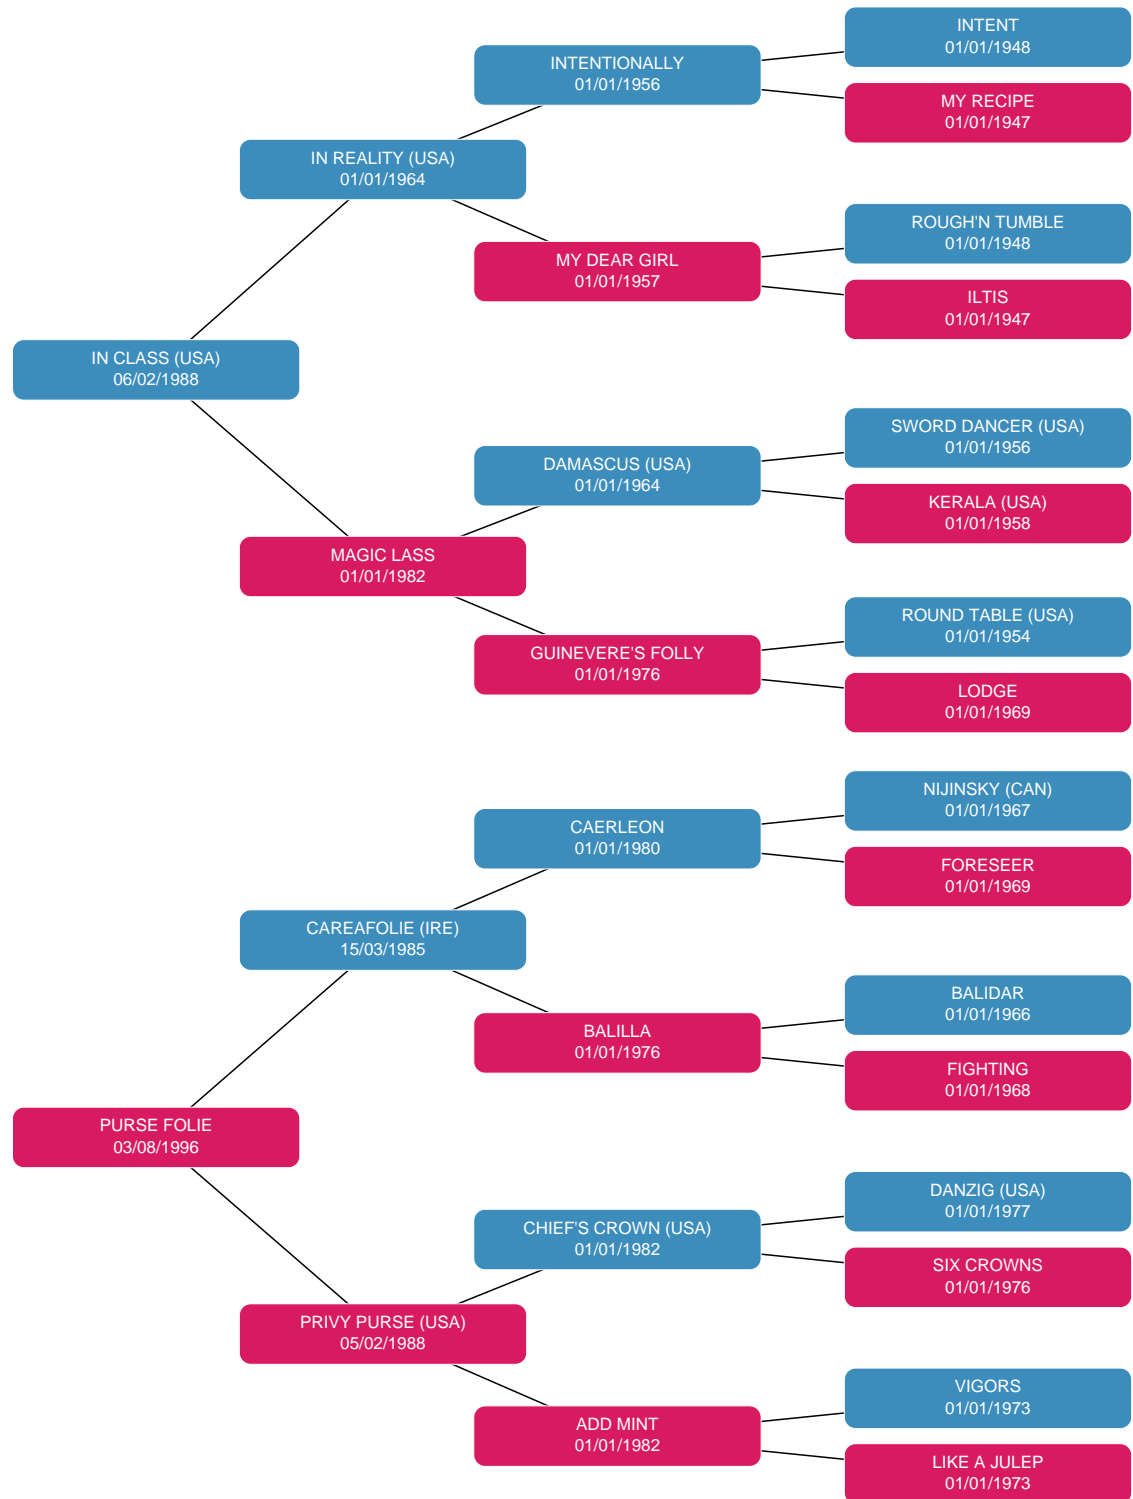 INTENT
01/01/1948
INTENTIONALLY
01/01/1956
MY RECIPE
01/01/1947
IN REALITY (USA)
01/01/1964
ROUGH'N TUMBLE
01/01/1948
MY DEAR GIRL
01/01/1957
ILTIS
01/01/1947
IN CLASS (USA)
06/02/1988
SWORD DANCER (USA)
01/01/1956
DAMASCUS (USA)
01/01/1964
KERALA (USA)
01/01/1958
MAGIC LASS
01/01/1982
ROUND TABLE (USA)
01/01/1954
GUINEVERE'S FOLLY
01/01/1976
LODGE
01/01/1969
NIJINSKY (CAN)
01/01/1967
CAERLEON
01/01/1980
FORESEER
01/01/1969
CAREAFOLIE (IRE)
15/03/1985
BALIDAR
01/01/1966
BALILLA
01/01/1976
FIGHTING
01/01/1968
PURSE FOLIE
03/08/1996
DANZIG (USA)
01/01/1977
CHIEF'S CROWN (USA)
01/01/1982
SIX CROWNS
01/01/1976
PRIVY PURSE (USA)
05/02/1988
VIGORS
01/01/1973
ADD MINT
01/01/1982
LIKE A JULEP
01/01/1973